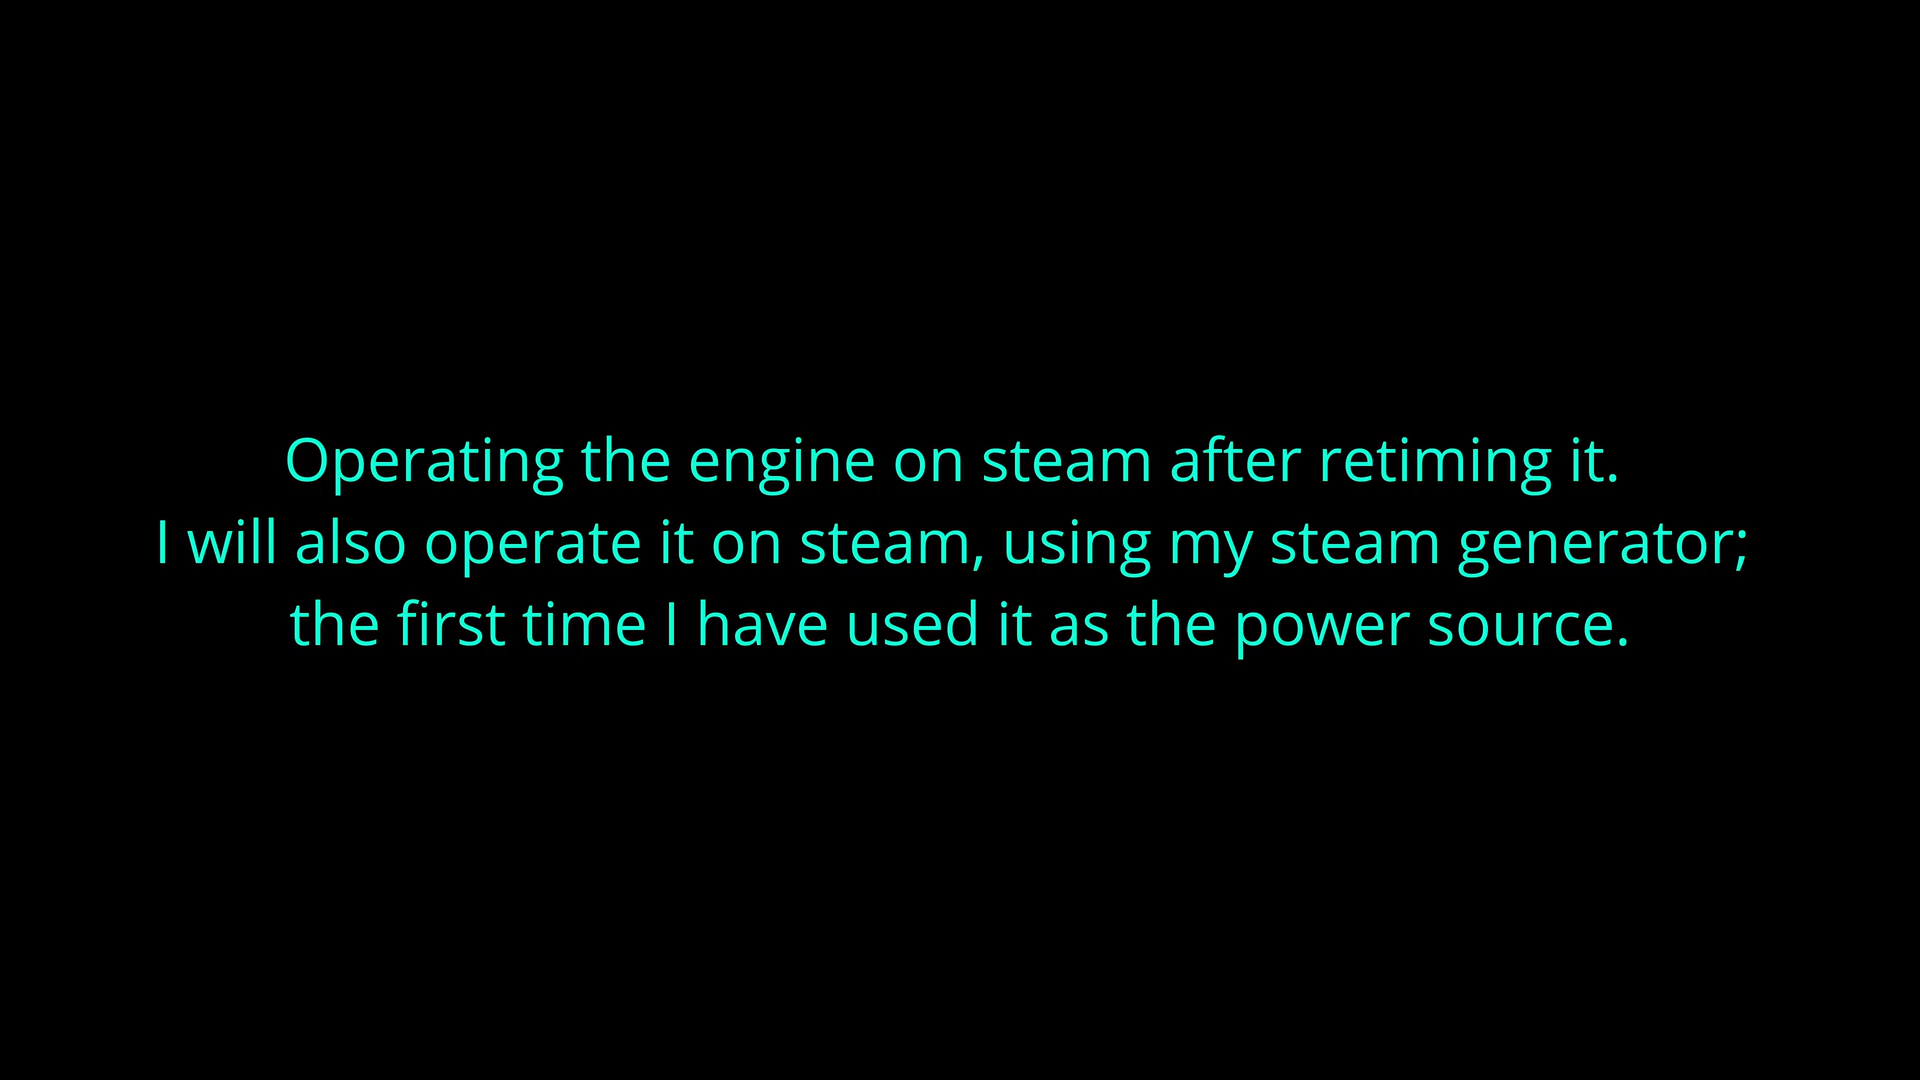 Operating the engine on steam after retiming it.
I will also operate it on steam, using my steam generator;
the first time I have used it as the power source.